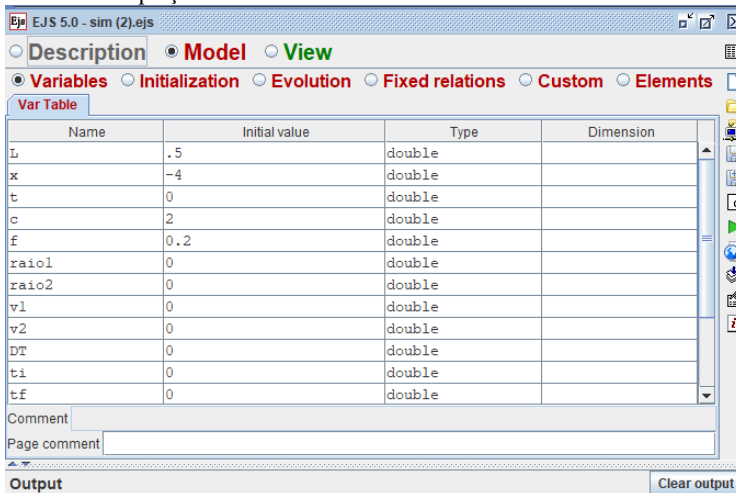 EJS 5.0 - sim (2).ejs
Description Model View
Variables Initialization Evolution Fixed relations Custom Elements
Var Table
Name Initial value Type Dimension
L .5 double
x -4 double
t 0 double
c 2 double
f 0.2 double
raio1 0 double
raio2 0 double
v1 0 double
v2 0 double
DT 0 double
ti 0 double
tf 0 double
Comment
Page comment
Output Clear output